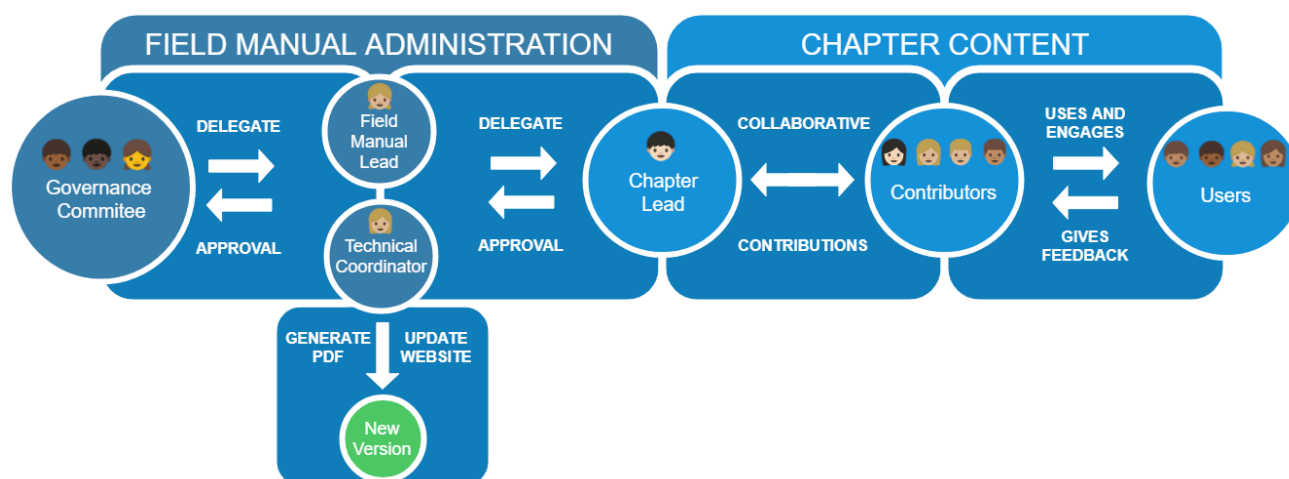 FIELD MANUAL ADMINISTRATION
CHAPTER CONTENT
Governance
Commitee
DELEGATE
APPROVAL
Field
Manual
Lead
Technical
Coordinator
DELEGATE
APPROVAL
Chapter
Lead
COLLABORATIVE
CONTRIBUTIONS
Contributors
USES AND
ENGAGES
GIVES
FEEDBACK
Users
GENERATE
PDF
UPDATE
WEBSITE
New
Version